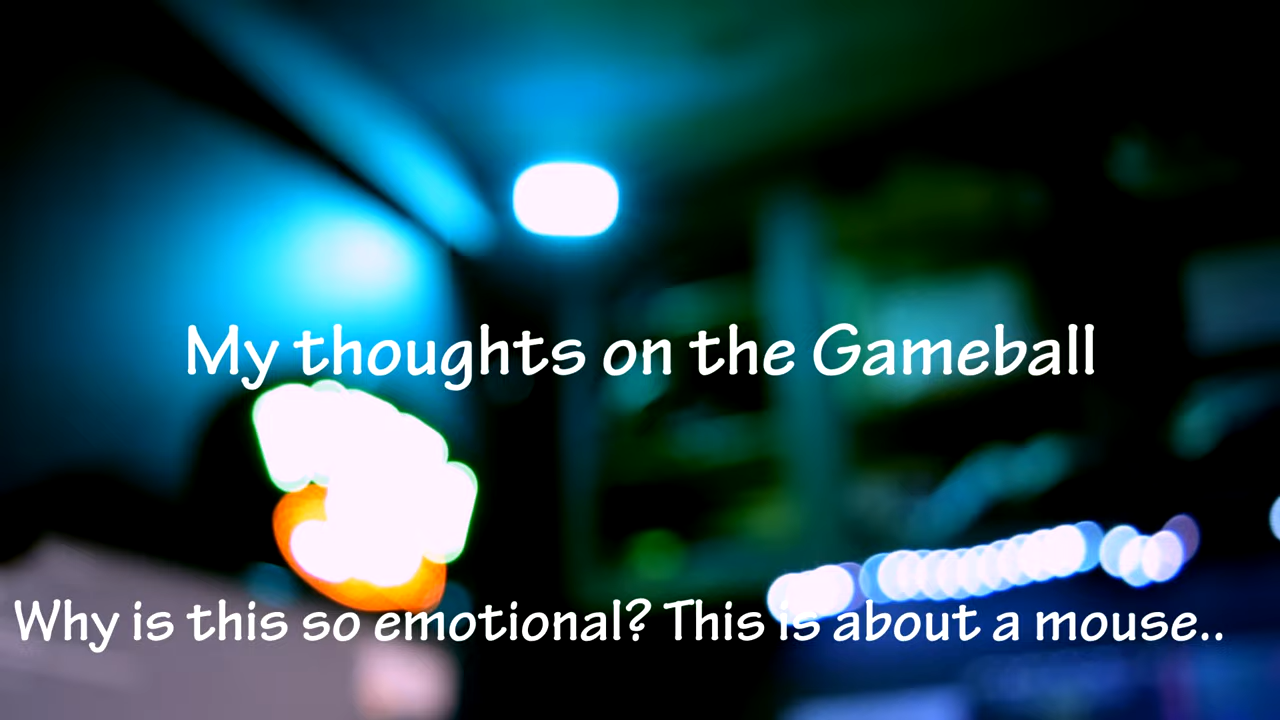 My thoughts on the Gameball
Why is this so emotional? This is about a mouse..